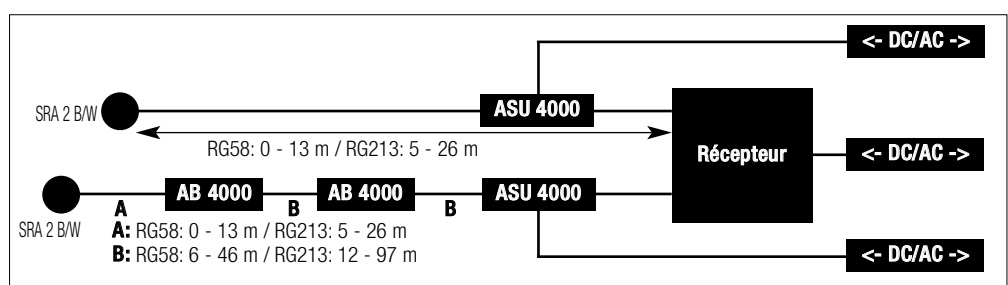 <- DC/AC ->
SRA 2 B/W
ASU 4000
RG58: 0 - 13 m / RG213: 5 - 26 m
Récepteur
<- DC/AC ->
AB 4000
AB 4000
ASU 4000
A
B
B
SRA 2 B/W
A: RG58: 0 - 13 m / RG213: 5 - 26 m
B: RG58: 6 - 46 m / RG213: 12 - 97 m
<- DC/AC ->